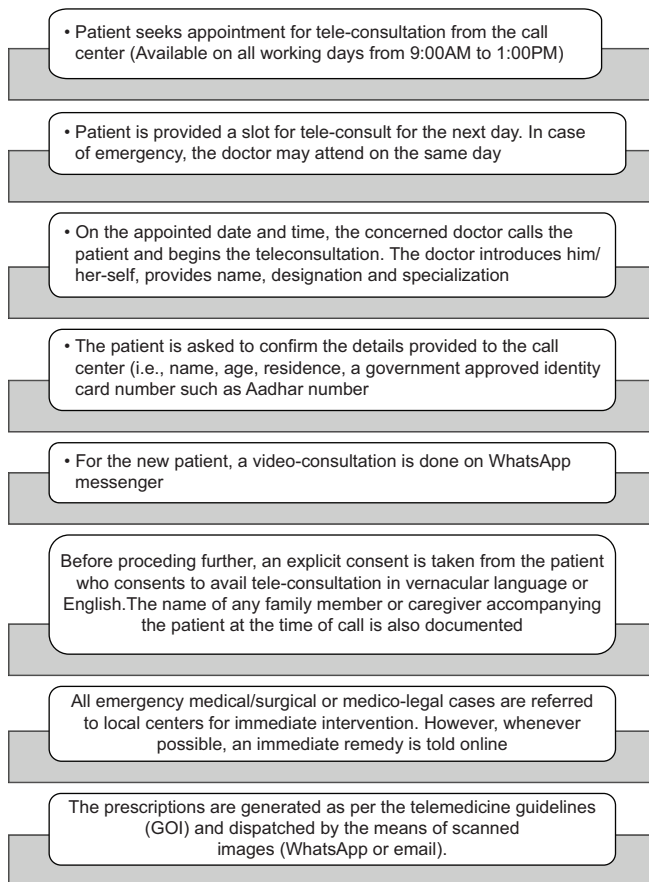 • Patient seeks appointment for tele-consultation from the call
center (Available on all working days from 9:00AM to 1:00PM)
• Patient is provided a slot for tele-consult for the next day. In case
of emergency, the doctor may attend on the same day
• On the appointed date and time, the concerned doctor calls the
patient and begins the teleconsultation. The doctor introduces him/
her-self, provides name, designation and specialization
• The patient is asked to confirm the details provided to the call
center (i.e., name, age, residence, a government approved identity
card number such as Aadhar number
• For the new patient, a video-consultation is done on WhatsApp
messenger
Before proceding further, an explicit consent is taken from the patient
who consents to avail tele-consultation in vernacular language or
English.The name of any family member or caregiver accompanying
the patient at the time of call is also documented
All emergency medical/surgical or medico-legal cases are referred
to local centers for immediate intervention. However, whenever
possible, an immediate remedy is told online
The prescriptions are generated as per the telemedicine guidelines
(GOI) and dispatched by the means of scanned
images (WhatsApp or email).